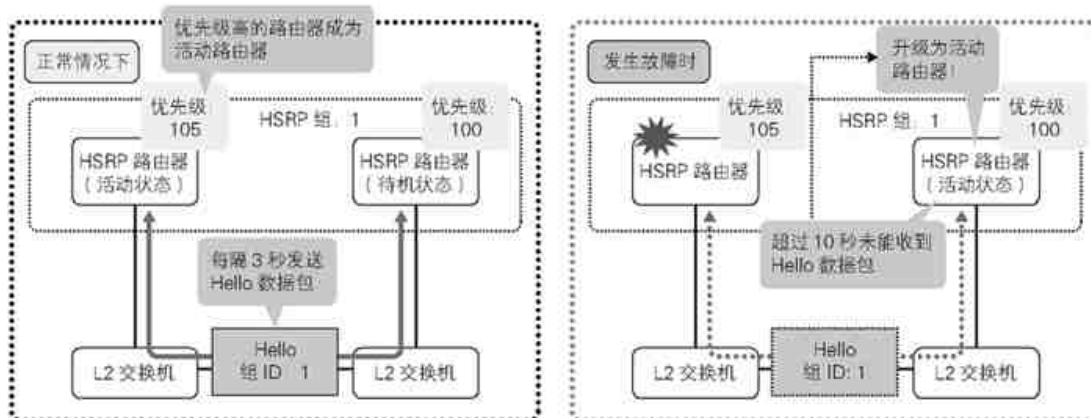 优先级高的路由器成为
活动路由器
正常情况下
优先级：
105
HSRP 组：1
优先级：
100
HSRP 路由器
（活动状态）
HSRP 路由器
（待机状态）
每隔 3 秒发送
Hello 数据包
Hello
组 ID：1
L2 交换机
L2 交换机
发生故障时
升级为活动
路由器！
优先级：
105
HSRP 组：1
优先级：
100
HSRP 路由器
HSRP 路由器
（活动状态）
超过 10 秒未能收到
Hello 数据包
Hello
组 ID: 1
L2 交换机
L2 交换机